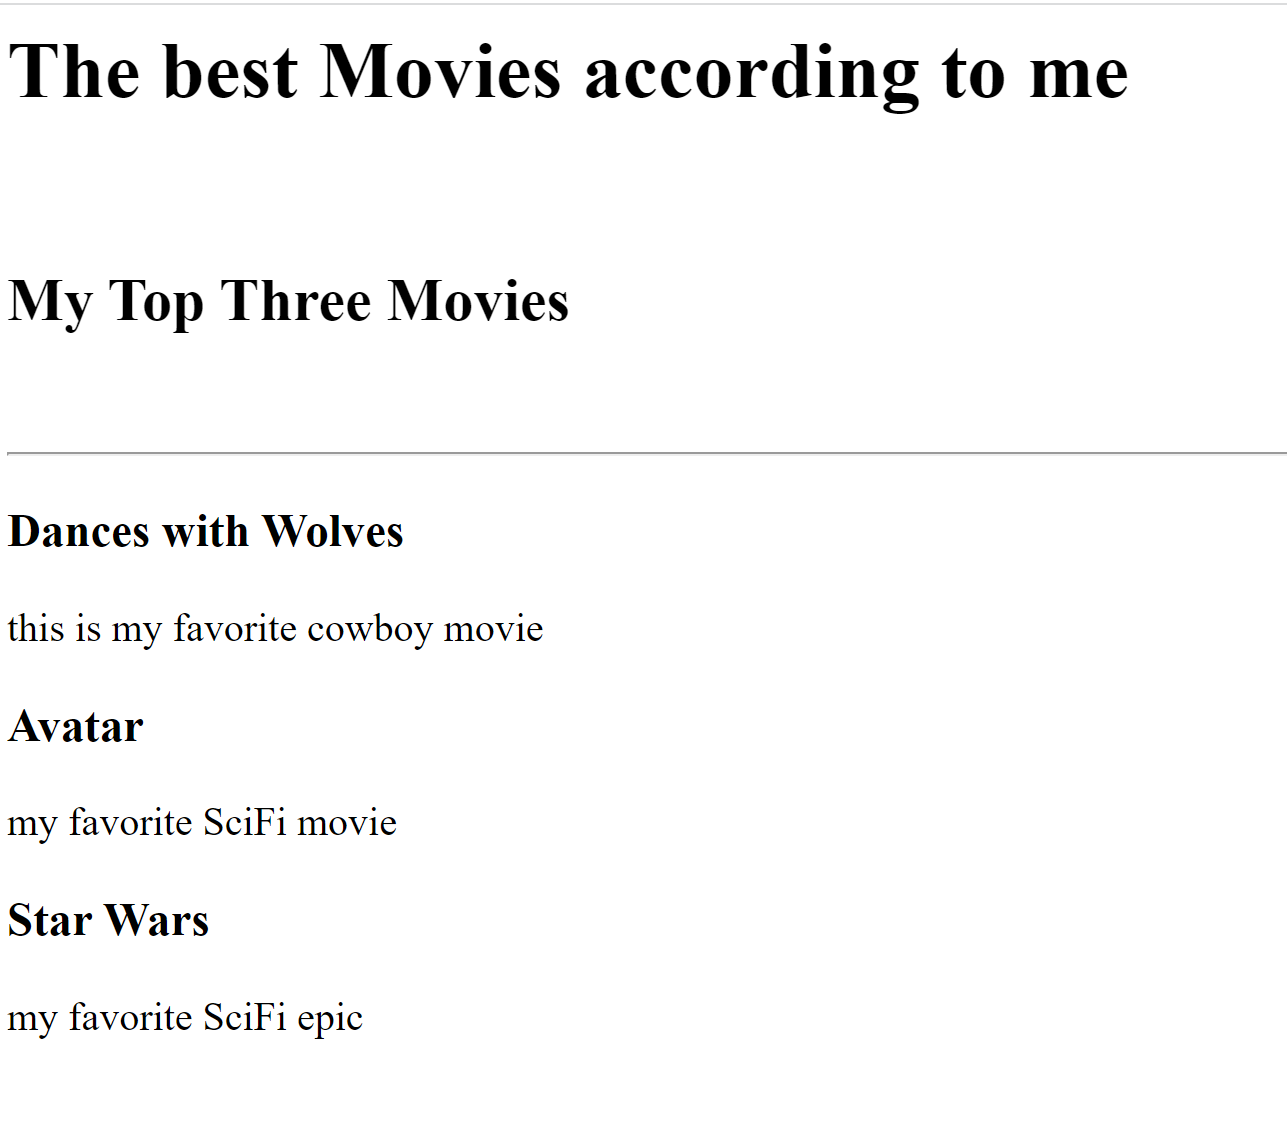 The best Movies according to me
My Top Three Movies
Dances with Wolves
this is my favorite cowboy movie
Avatar
my favorite SciFi movie
Star Wars
my favorite SciFi epic